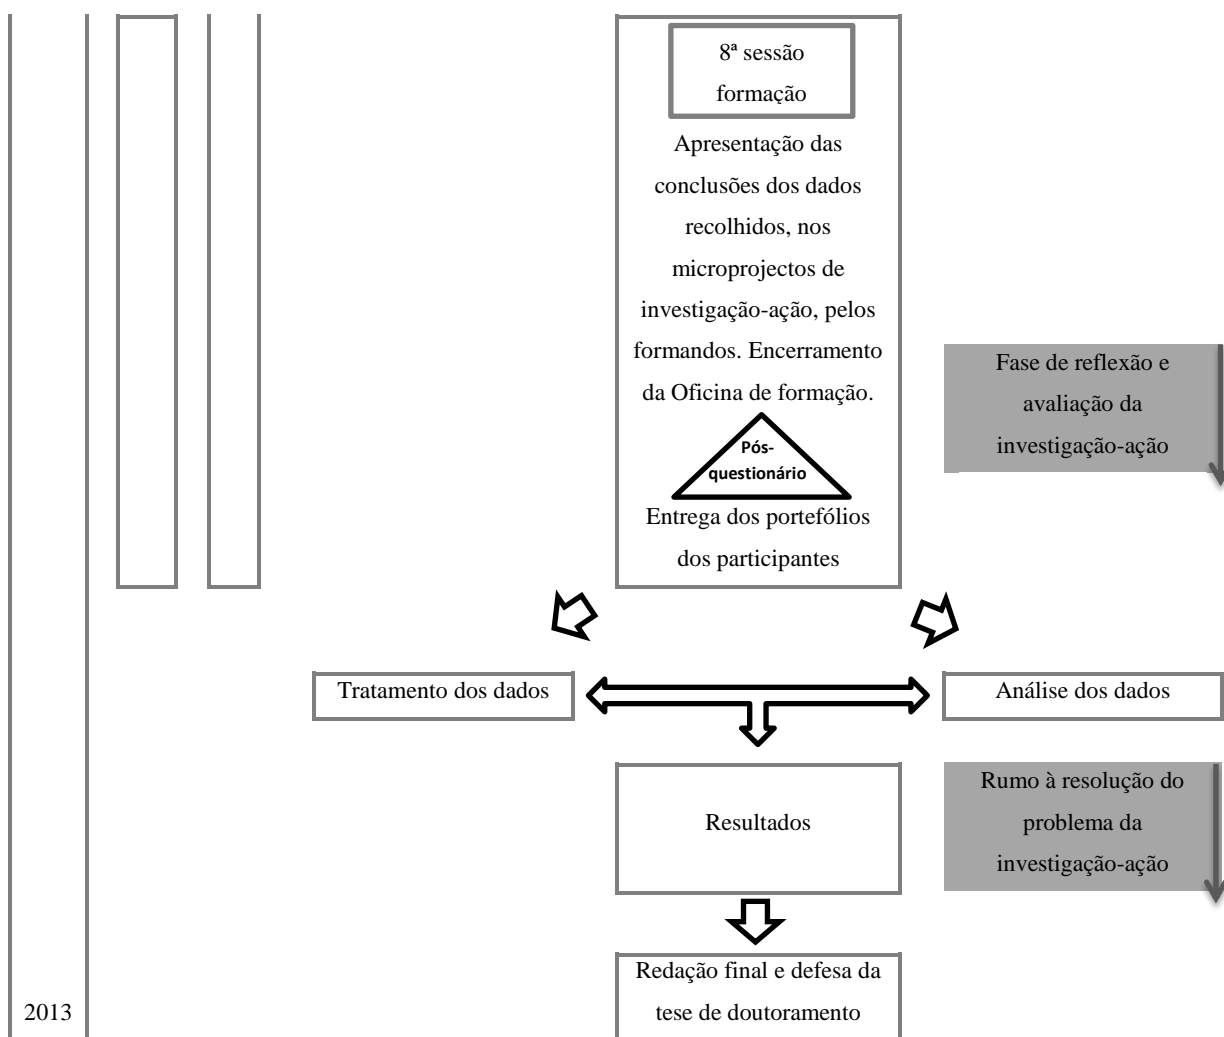 8ª sessão
formação
Apresentação das
conclusões dos dados
recolhidos, nos
microprojectos de
investigação-ação, pelos
formandos. Encerramento
da Oficina de formação.
Pós-
questionário
Entrega dos portefólios
dos participantes
Fase de reflexão e
avaliação da
investigação-ação
Tratamento dos dados
Análise dos dados
Resultados
Rumo à resolução do
problema da
investigação-ação
Redação final e defesa da
tese de doutoramento
2013